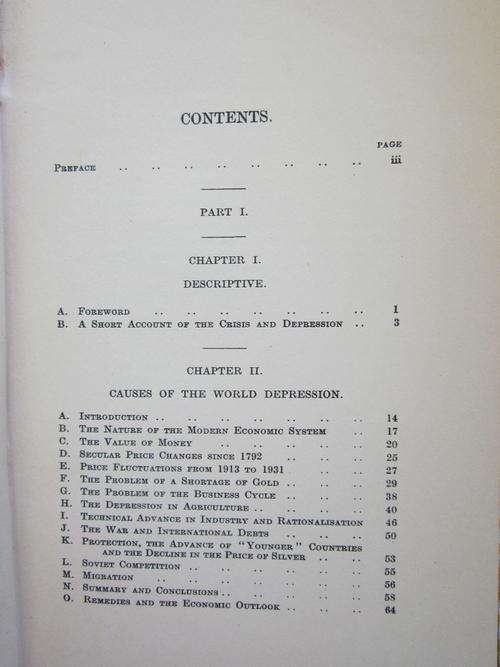 CONTENTS.
PAGE
PREFACE .. .. .. .. .. .. .. .. iii
PART I.
CHAPTER I.
DESCRIPTIVE.
A. FOREWORD .. .. .. .. .. .. .. 1
B. A SHORT ACCOUNT OF THE CRISIS AND DEPRESSION .. 3
CHAPTER II.
CAUSES OF THE WORLD DEPRESSION.
A. INTRODUCTION .. .. .. .. .. .. .. 14
B. THE NATURE OF THE MODERN ECONOMIC SYSTEM .. 17
C. THE VALUE OF MONEY .. .. .. .. .. 20
D. SECULAR PRICE CHANGES SINCE 1792 .. .. .. 25
E. PRICE FLUCTUATIONS FROM 1913 TO 1931 .. .. 27
F. THE PROBLEM OF A SHORTAGE OF GOLD .. .. .. 29
G. THE PROBLEM OF THE BUSINESS CYCLE .. .. .. 38
H. THE DEPRESSION IN AGRICULTURE .. .. .. .. 40
I. TECHNICAL ADVANCE IN INDUSTRY AND RATIONALISATION 46
J. THE WAR AND INTERNATIONAL DEBTS .. .. .. 50
K. PROTECTION, THE ADVANCE OF "YOUNGER" COUNTRIES
AND THE DECLINE IN THE PRICE OF SILVER .. .. 53
L. SOVIET COMPETITION .. .. .. .. .. .. 55
M. MIGRATION .. .. .. .. .. .. .. 56
N. SUMMARY AND CONCLUSIONS .. .. .. .. .. 58
O. REMEDIES AND THE ECONOMIC OUTLOOK .. .. .. 64